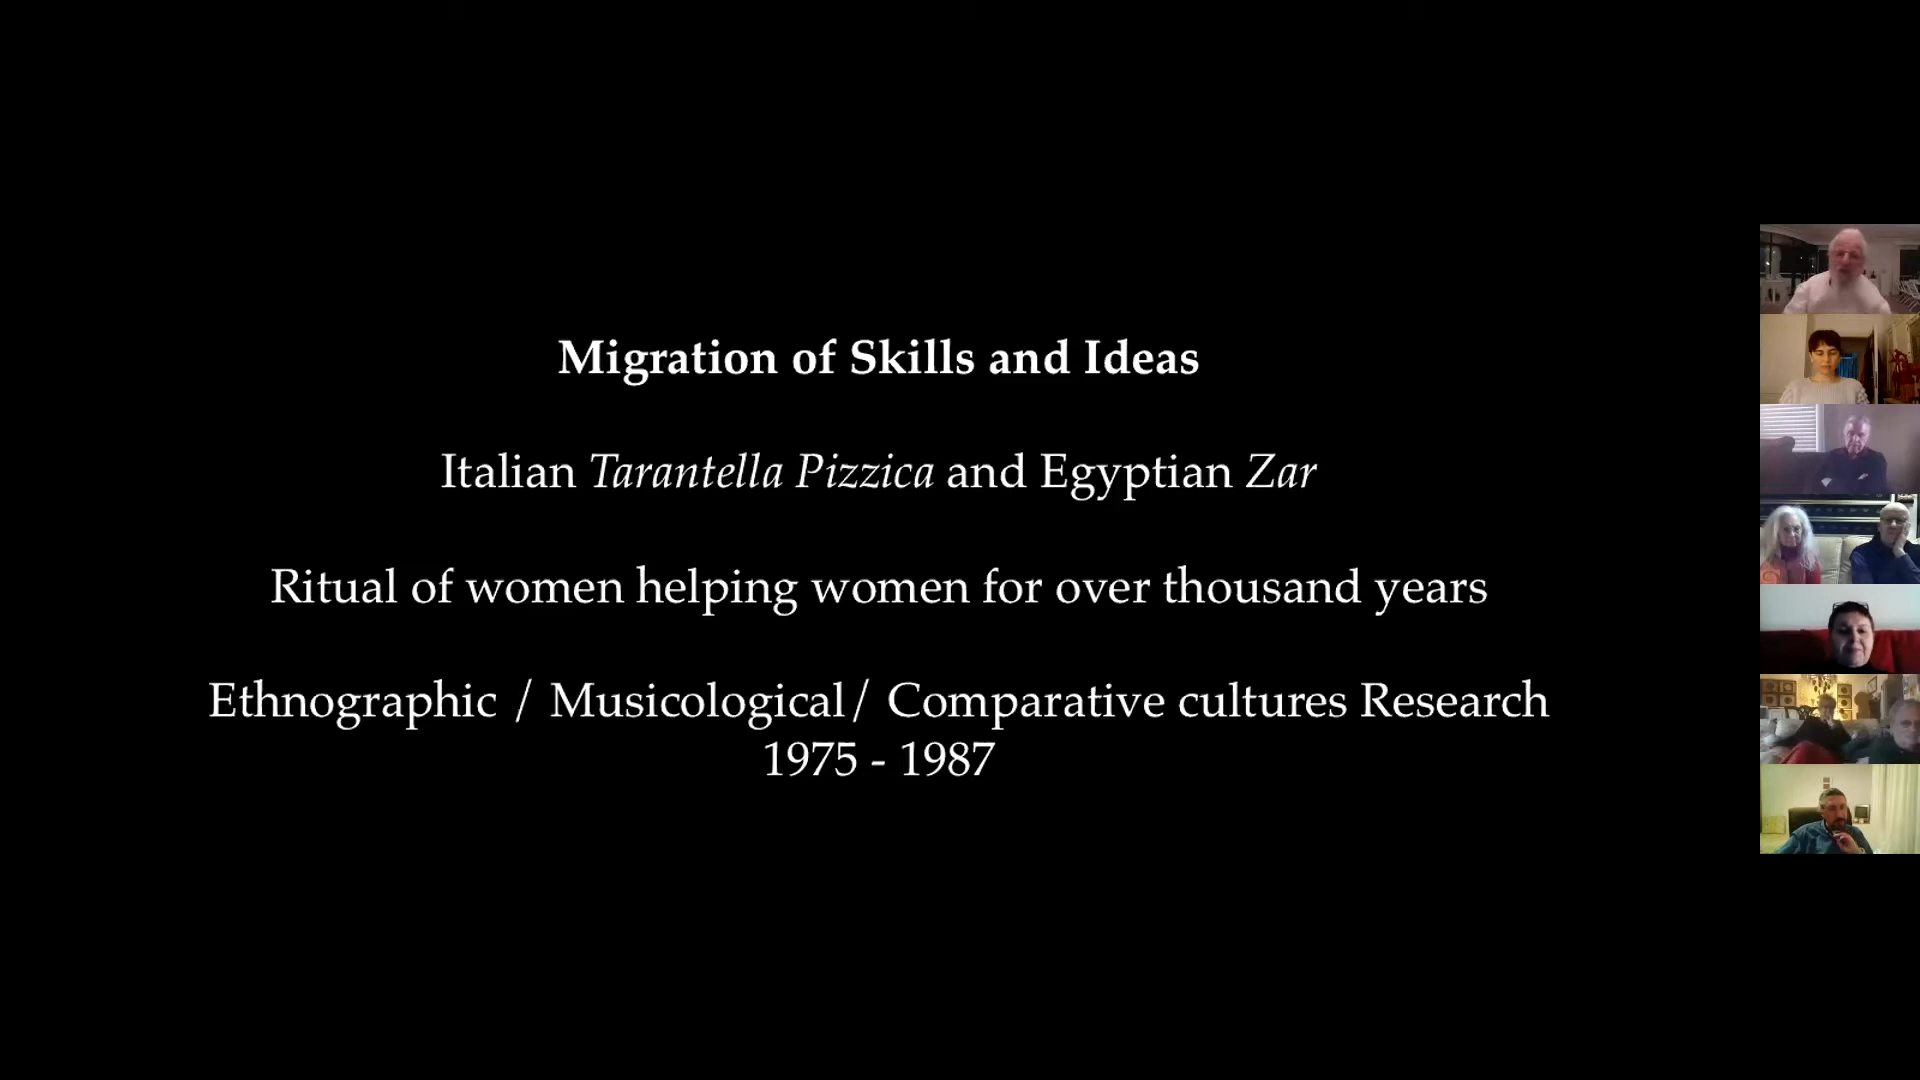 Migration of Skills and Ideas
Italian Tarantella Pizzica and Egyptian Zar
Ritual of women helping women for over thousand years
Ethnographic / Musicological/ Comparative cultures Research
1975 - 1987